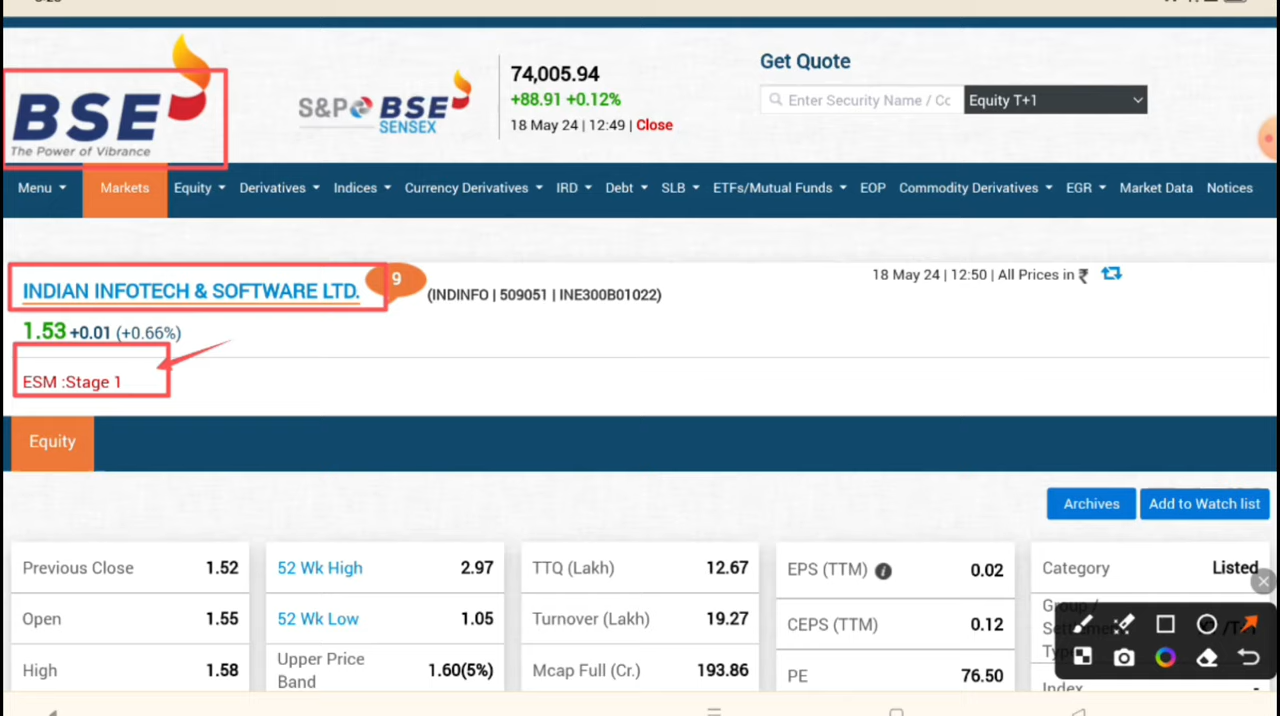 BSE
The Power of Vibrance
S&P BSE
SENSEX
74,005.94
+88.91 +0.12%
18 May 24 | 12:49 | Close
Get Quote
Enter Security Name / Co
Equity T+1
Menu Markets Equity Derivatives Indices Currency Derivatives IRD Debt SLB ETFs/Mutual Funds EOP Commodity Derivatives EGR Market Data Notices
INDIAN INFOTECH & SOFTWARE LTD. 9 (INDINFO | 509051 | INE300B01022)
18 May 24 | 12:50 | All Prices in ₹
1.53 +0.01 (+0.66%)
ESM :Stage 1
Equity
Archives Add to Watch list
Previous Close 1.52
Open 1.55
High 1.58
52 Wk High 2.97
52 Wk Low 1.05
Upper Price
Band 1.60(5%)
TTQ (Lakh) 12.67
Turnover (Lakh) 19.27
Mcap Full (Cr.) 193.86
EPS (TTM) 0.02
CEPS (TTM) 0.12
PE 76.50
Category Listed
Group /
Index -